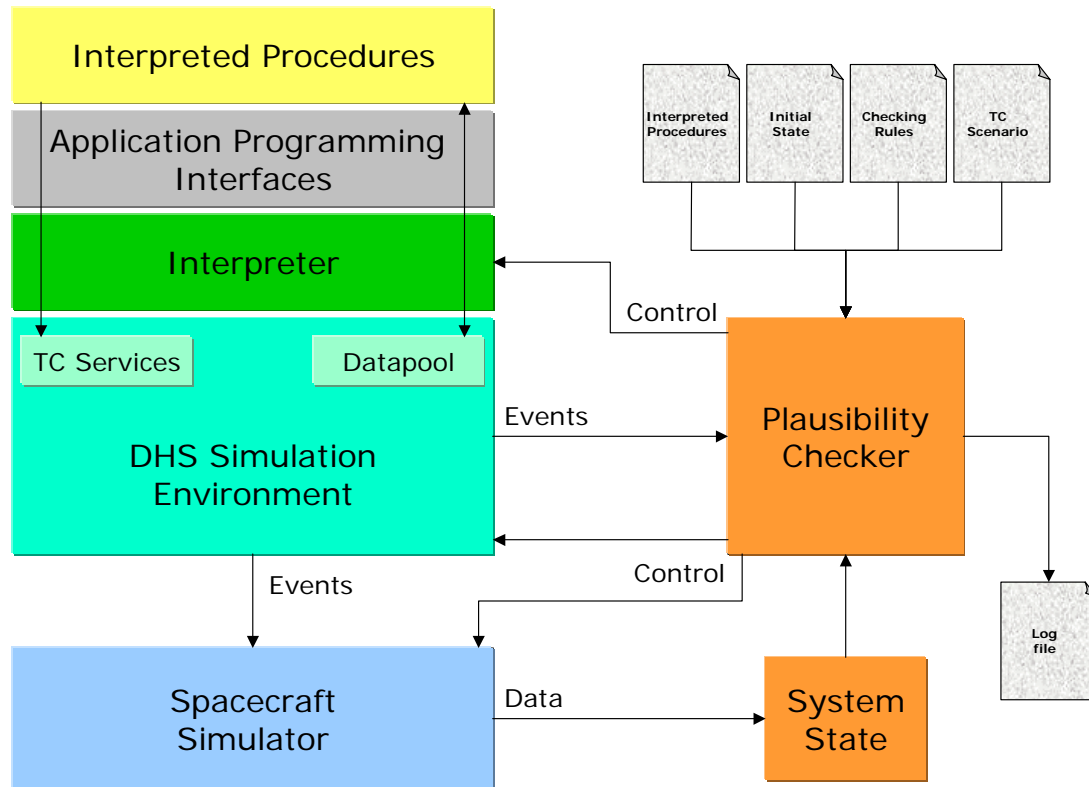 Interpreted Procedures
Application Programming
Interfaces
Interpreter
TC Services
Datapool
DHS Simulation
Environment
Events
Spacecraft
Simulator
Interpreted
Procedures
Initial
State
Checking
Rules
TC
Scenario
Control
Events
Plausibility
Checker
Control
Data
System
State
Log
file